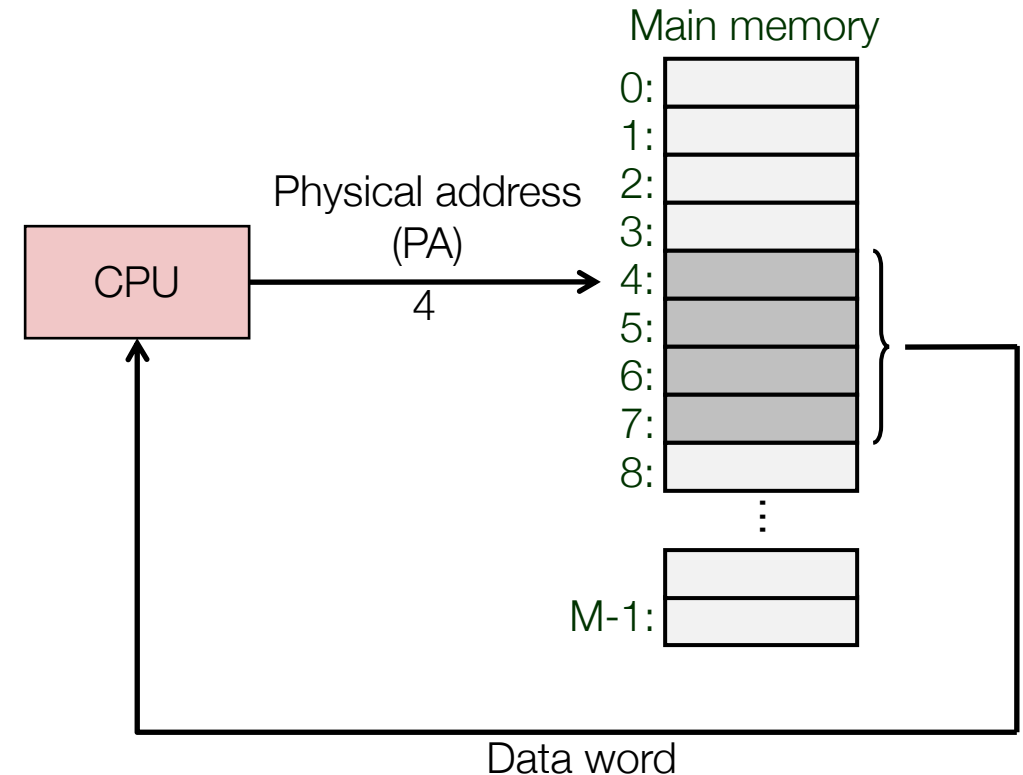 Main memory
0:
1:
2:
Physical address
(PA)
3:
CPU
4
4:
5:
6:
7:
8:
...
M-1:
Data word